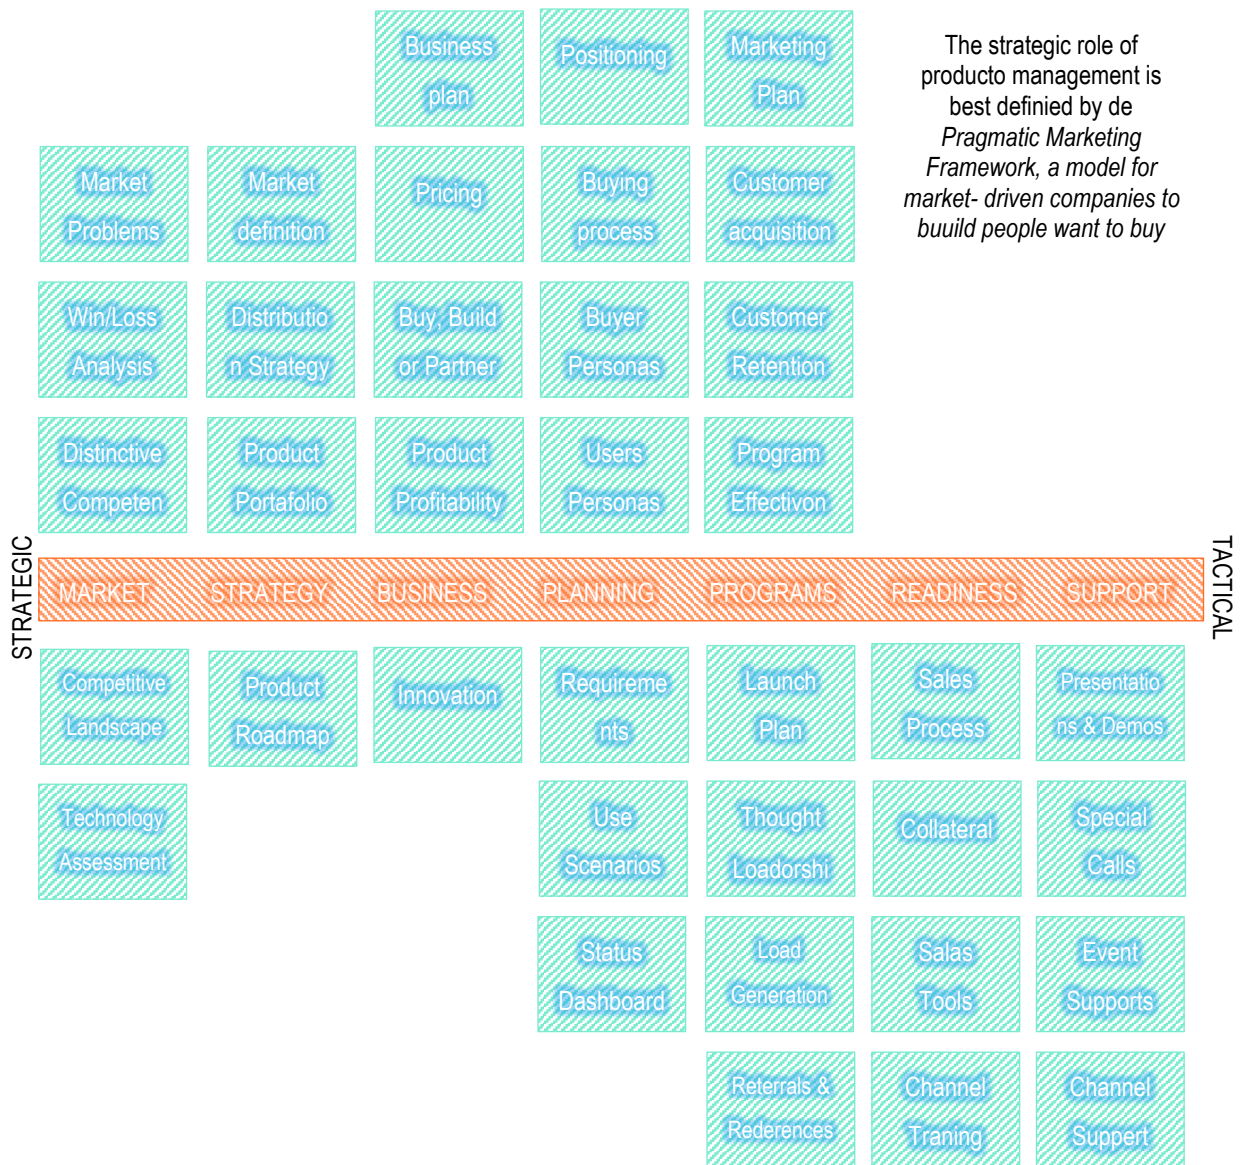 Business
plan
Positioning
Marketing
Plan
The strategic role of
producto management is
best definied by de
Pragmatic Marketing
Framework, a model for
market- driven companies to
buuild people want to buy
Market
Problems
Market
definition
Pricing
Buying
process
Customer
acquisition
Win/Loss
Analysis
Distributio
n Strategy
Buy, Build
or Partner
Buyer
Personas
Customer
Retention
Distinctive
Competen
Product
Portafolio
Product
Profitability
Users
Personas
Program
Effectivon
STRATEGIC
MARKET
STRATEGY
BUSINESS
PLANNING
PROGRAMS
READINESS
SUPPORT
TACTICAL
Competitive
Landscape
Product
Roadmap
Innovation
Requireme
nts
Launch
Plan
Sales
Process
Presentatio
ns & Demos
Technology
Assessment
Use
Scenarios
Thought
Loadorshi
Collateral
Special
Calls
Status
Dashboard
Load
Generation
Salas
Tools
Event
Supports
Reterrals &
Rederences
Channel
Traning
Channel
Suppert